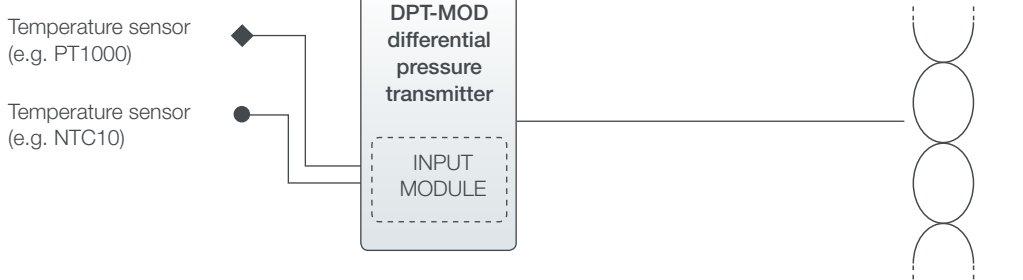 Temperature sensor
(e.g. PT1000)
Temperature sensor
(e.g. NTC10)
DPT-MOD
differential
pressure
transmitter
INPUT
MODULE